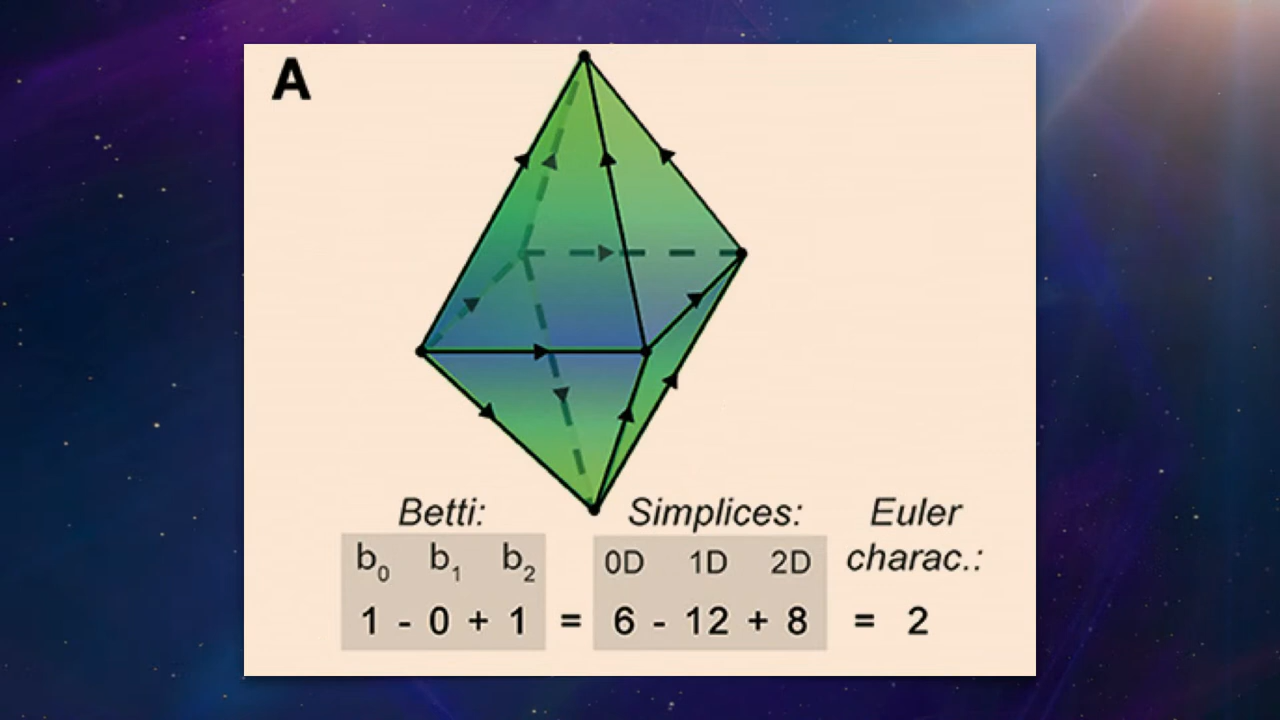 A
Betti: Simplices: Euler
b0 b1 b2 0D 1D 2D charac.:
1 - 0 + 1 = 6 - 12 + 8 = 2